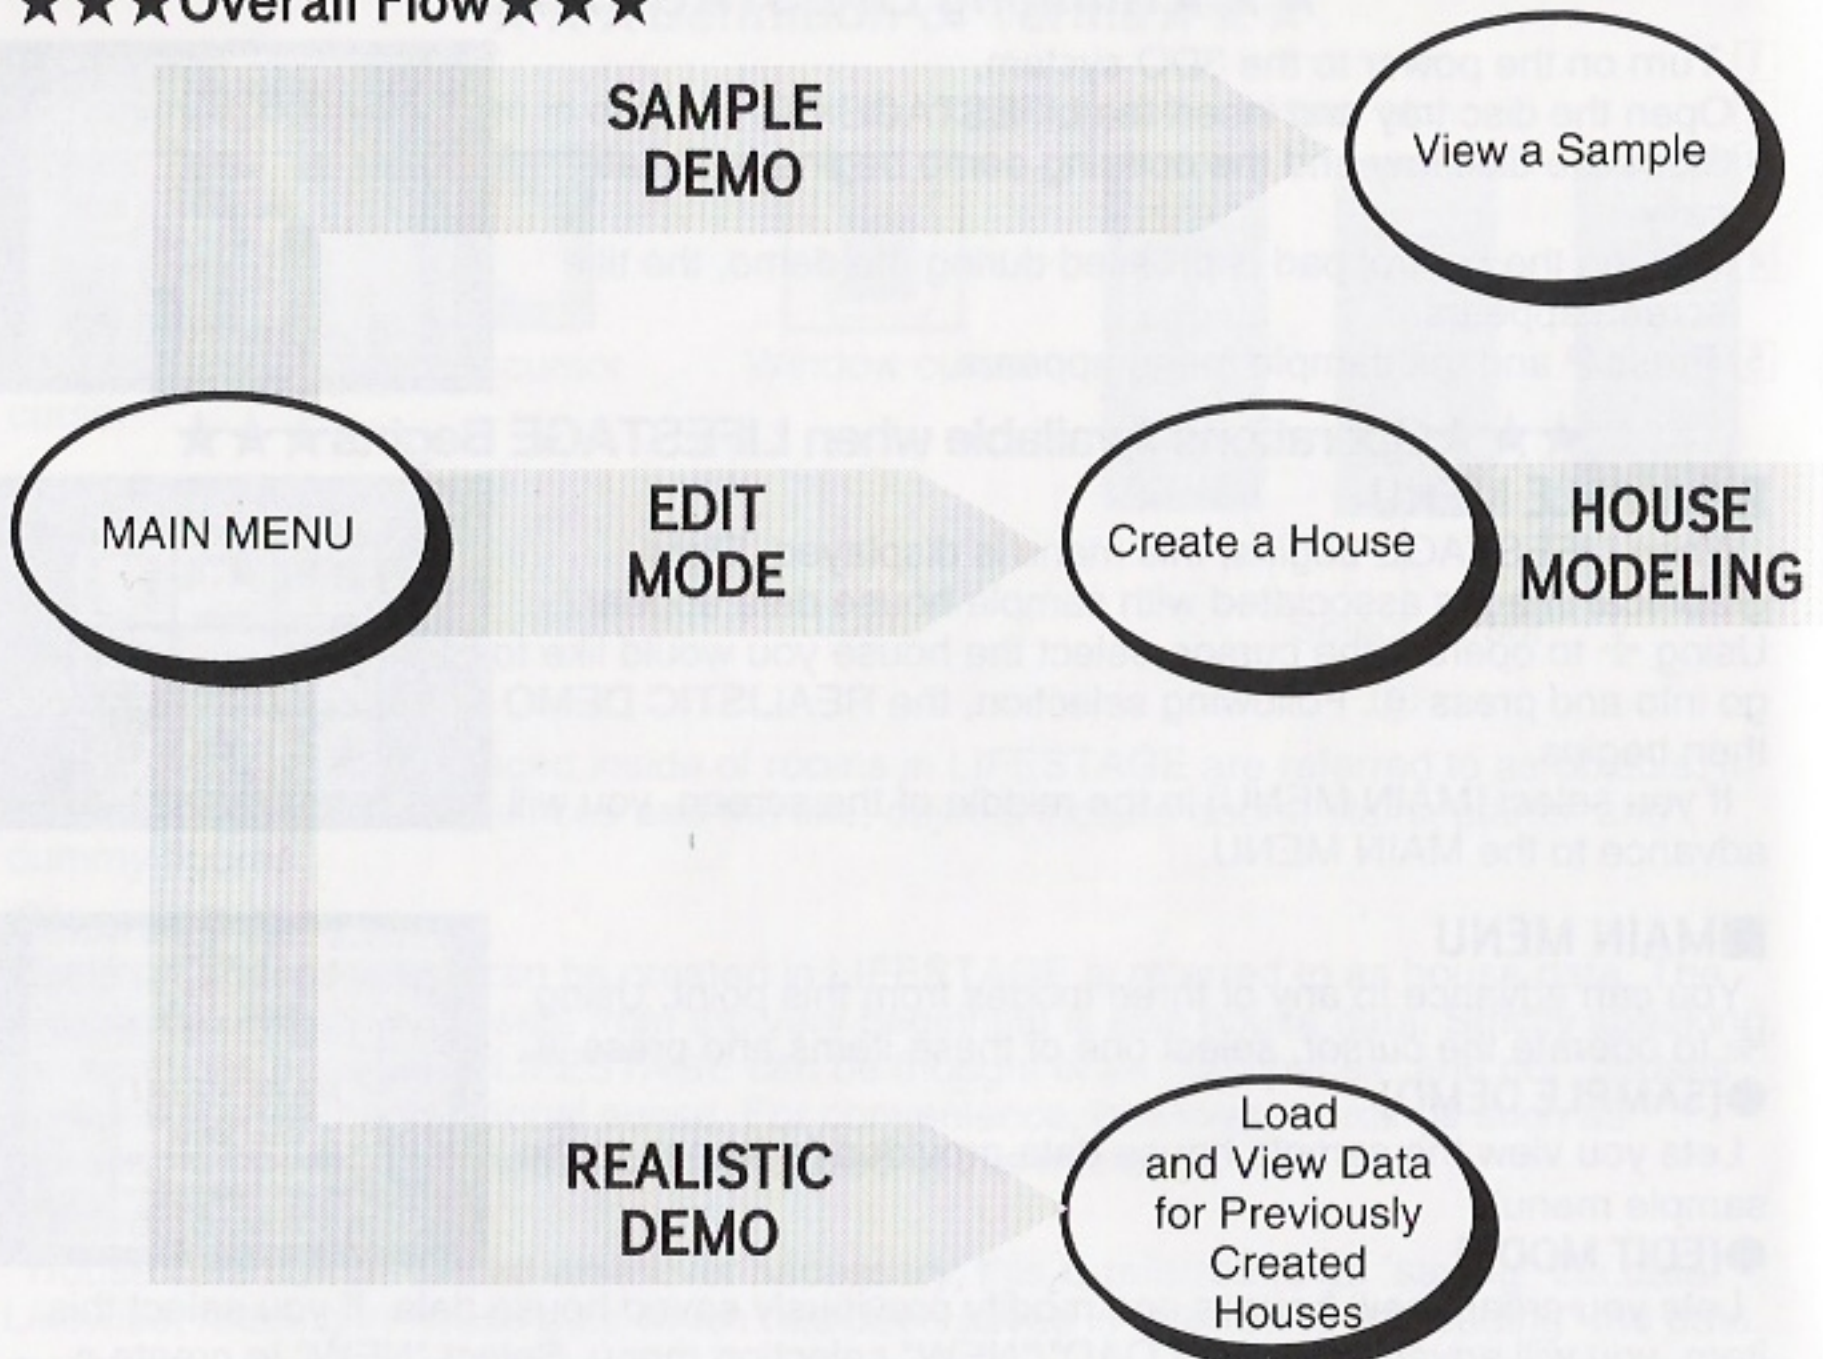 ★★★Overall Flow★★★
SAMPLE
DEMO
View a Sample
MAIN MENU
EDIT
MODE
Create a House
HOUSE
MODELING
REALISTIC
DEMO
Load
and View Data
for Previously
Created
Houses